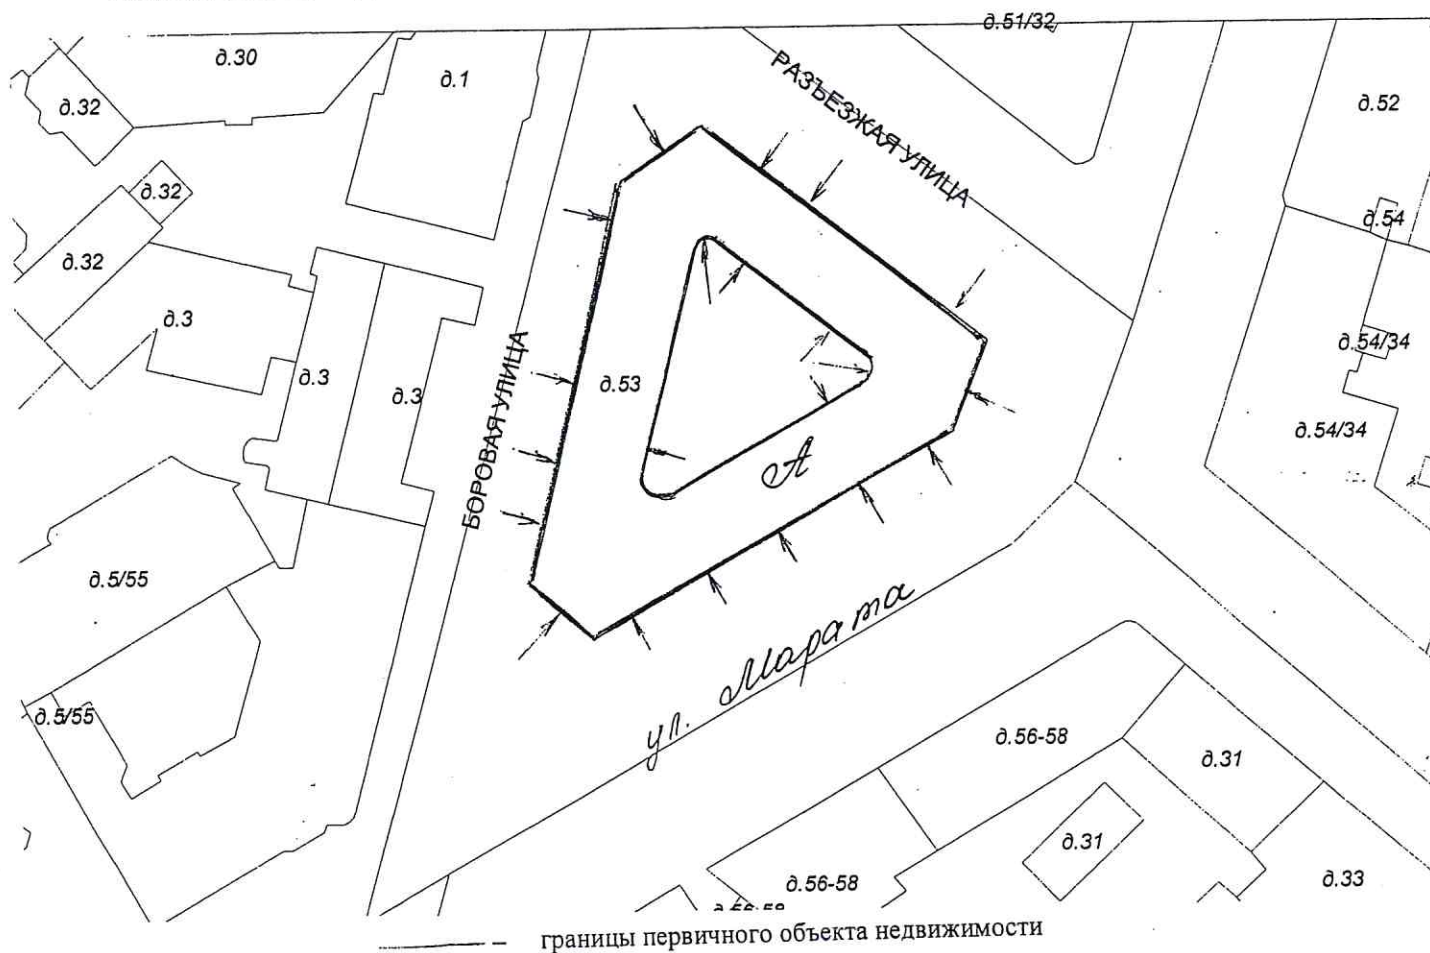 д.51/32
д.30
д.1
РАЗЪЕЗЖАЯ УЛИЦА
д.52
д.32
д.32
д.54
д.32
д.3
д.54/34
д.3
д.53
д.3
БОРОВАЯ УЛИЦА
д.54/34
А
д.5/55
ул. Марата
д.5/55
д.56-58
д.31
д.31
д.56-58
д.33
д.56-58
границы первичного объекта недвижимости